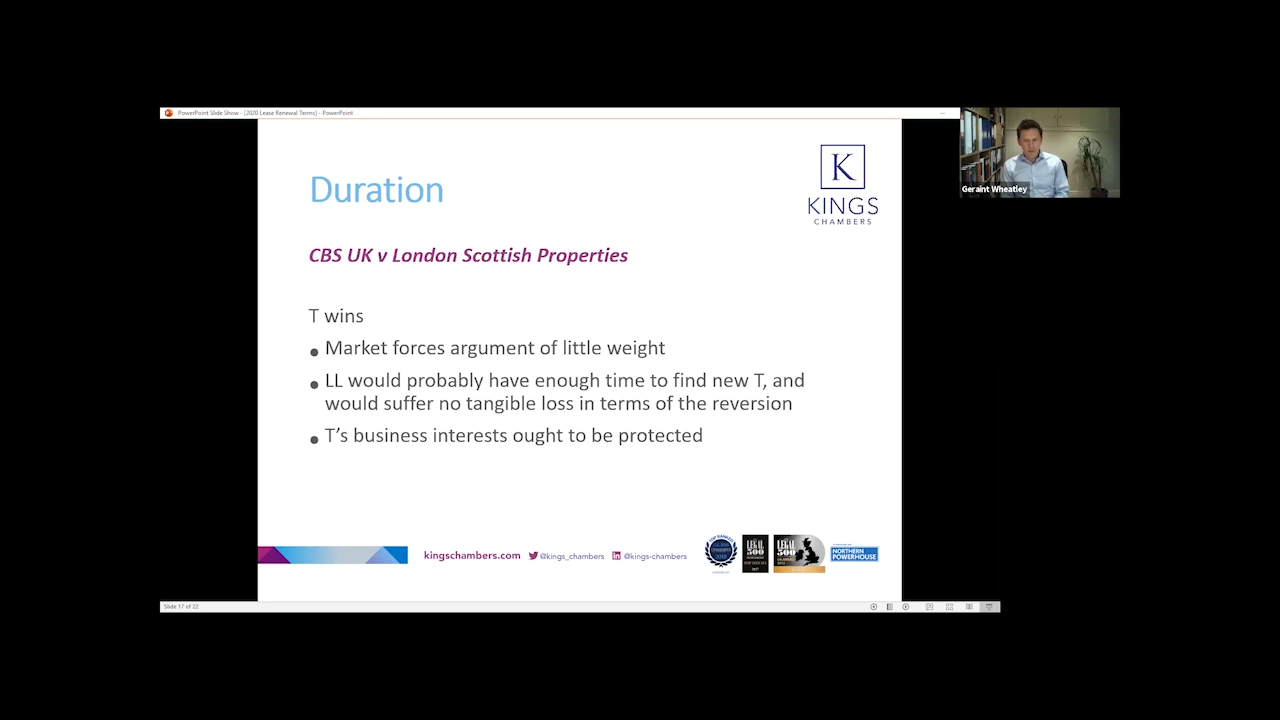 PowerPoint Slide Show - [2020 Lease Renewal Terms] - PowerPoint
Duration
K
KINGS
CHAMBERS
Geraint Wheatley
CBS UK v London Scottish Properties
T wins
Market forces argument of little weight
LL would probably have enough time to find new T, and
would suffer no tangible loss in terms of the reversion
T's business interests ought to be protected
kingschambers.com @kings_chambers @kings-chambers
LEGAL
500
LEGAL
500
NORTHERN
POWERHOUSE
Slide 17 of 22